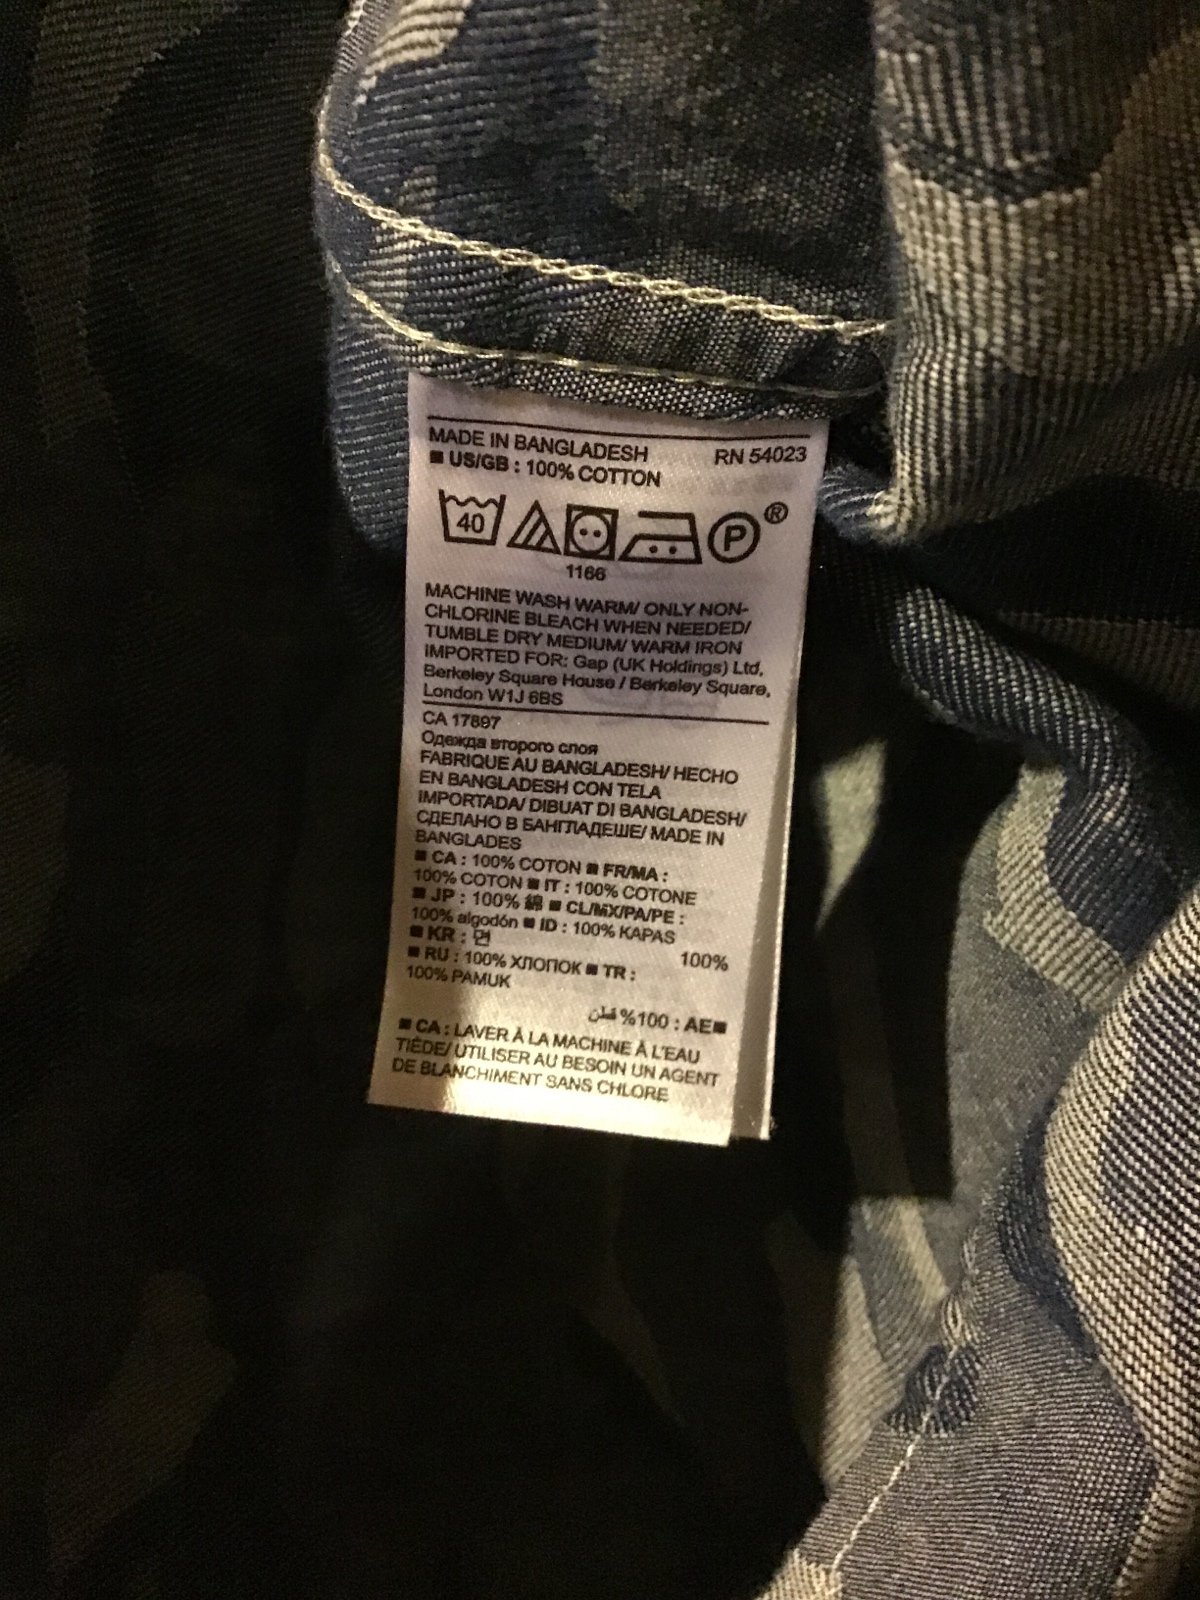 MADE IN BANGLADESH RN 54023
■ US/GB : 100% COTTON
40 P ®
1166
MACHINE WASH WARM/ ONLY NON-
CHLORINE BLEACH WHEN NEEDED/
TUMBLE DRY MEDIUM/ WARM IRON
IMPORTED FOR: Gap (UK Holdings) Ltd,
Berkeley Square House / Berkeley Square,
London W1J 6BS
CA 17897
Одежда второго слоя
FABRIQUE AU BANGLADESH/ HECHO
EN BANGLADESH CON TELA
IMPORTADA/ DIBUAT DI BANGLADESH/
СДЕЛАНО В БАНГЛАДЕШЕ/ MADE IN
BANGLADES
■ CA : 100% COTON ■ FR/MA :
100% COTON ■ IT : 100% COTONE
■ JP : 100% 綿 ■ CL/MX/PA/PE :
100% algodón ■ ID : 100% KAPAS
■ KR : 면 100%
■ RU : 100% ХЛОПОК ■ TR :
100% PAMUK
■AE : 100% قطن
■ CA : LAVER À LA MACHINE À L'EAU
TIÈDE/ UTILISER AU BESOIN UN AGENT
DE BLANCHIMENT SANS CHLORE